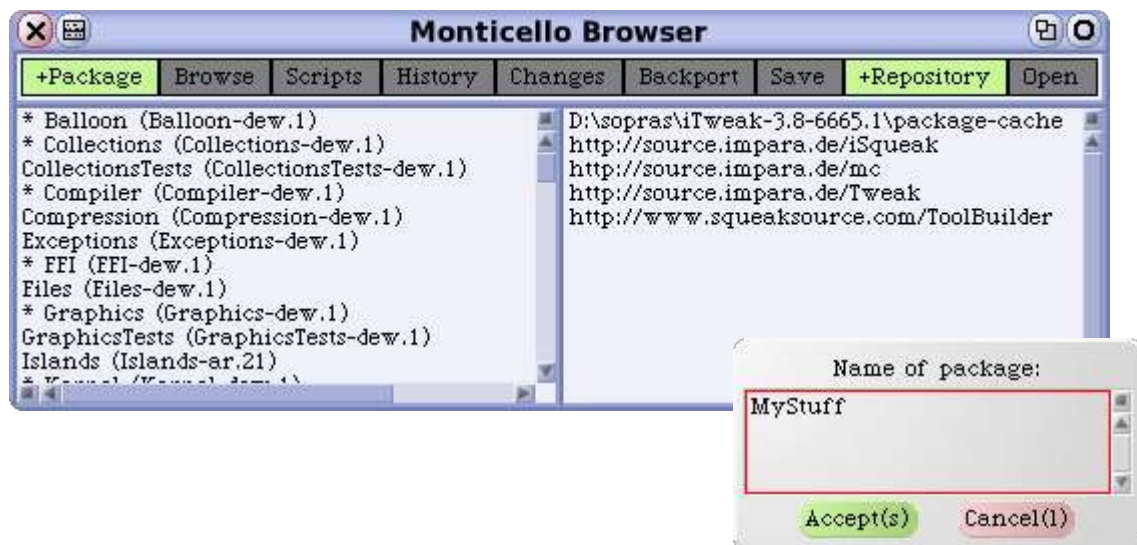 Monticello Browser
+Package Browse Scripts History Changes Backport Save +Repository Open
* Balloon (Balloon-dew.1)
* Collections (Collections-dew.1)
CollectionsTests (CollectionsTests-dew.1)
* Compiler (Compiler-dew.1)
Compression (Compression-dew.1)
Exceptions (Exceptions-dew.1)
* FFI (FFI-dew.1)
Files (Files-dew.1)
* Graphics (Graphics-dew.1)
GraphicsTests (GraphicsTests-dew.1)
Islands (Islands-ar.21)
D:\sopras\iTweak-3.8-6665.1\package-cache
http://source.impara.de/iSqueak
http://source.impara.de/mc
http://source.impara.de/Tweak
http://www.squeaksource.com/ToolBuilder
Name of package:
MyStuff
Accept(s) Cancel(l)